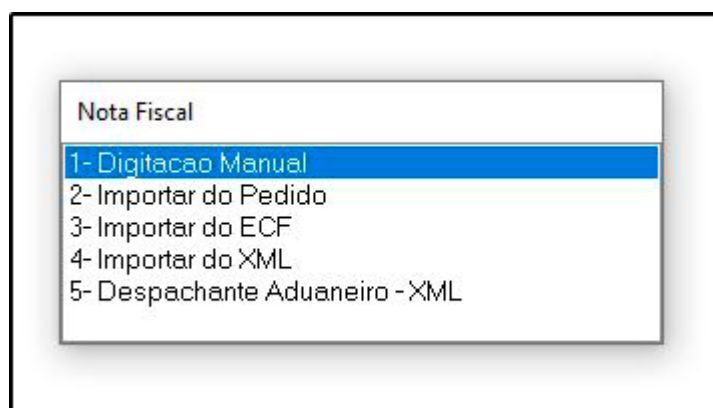 Nota Fiscal
1- Digitacao Manual
2- Importar do Pedido
3- Importar do ECF
4- Importar do XML
5- Despachante Aduaneiro - XML